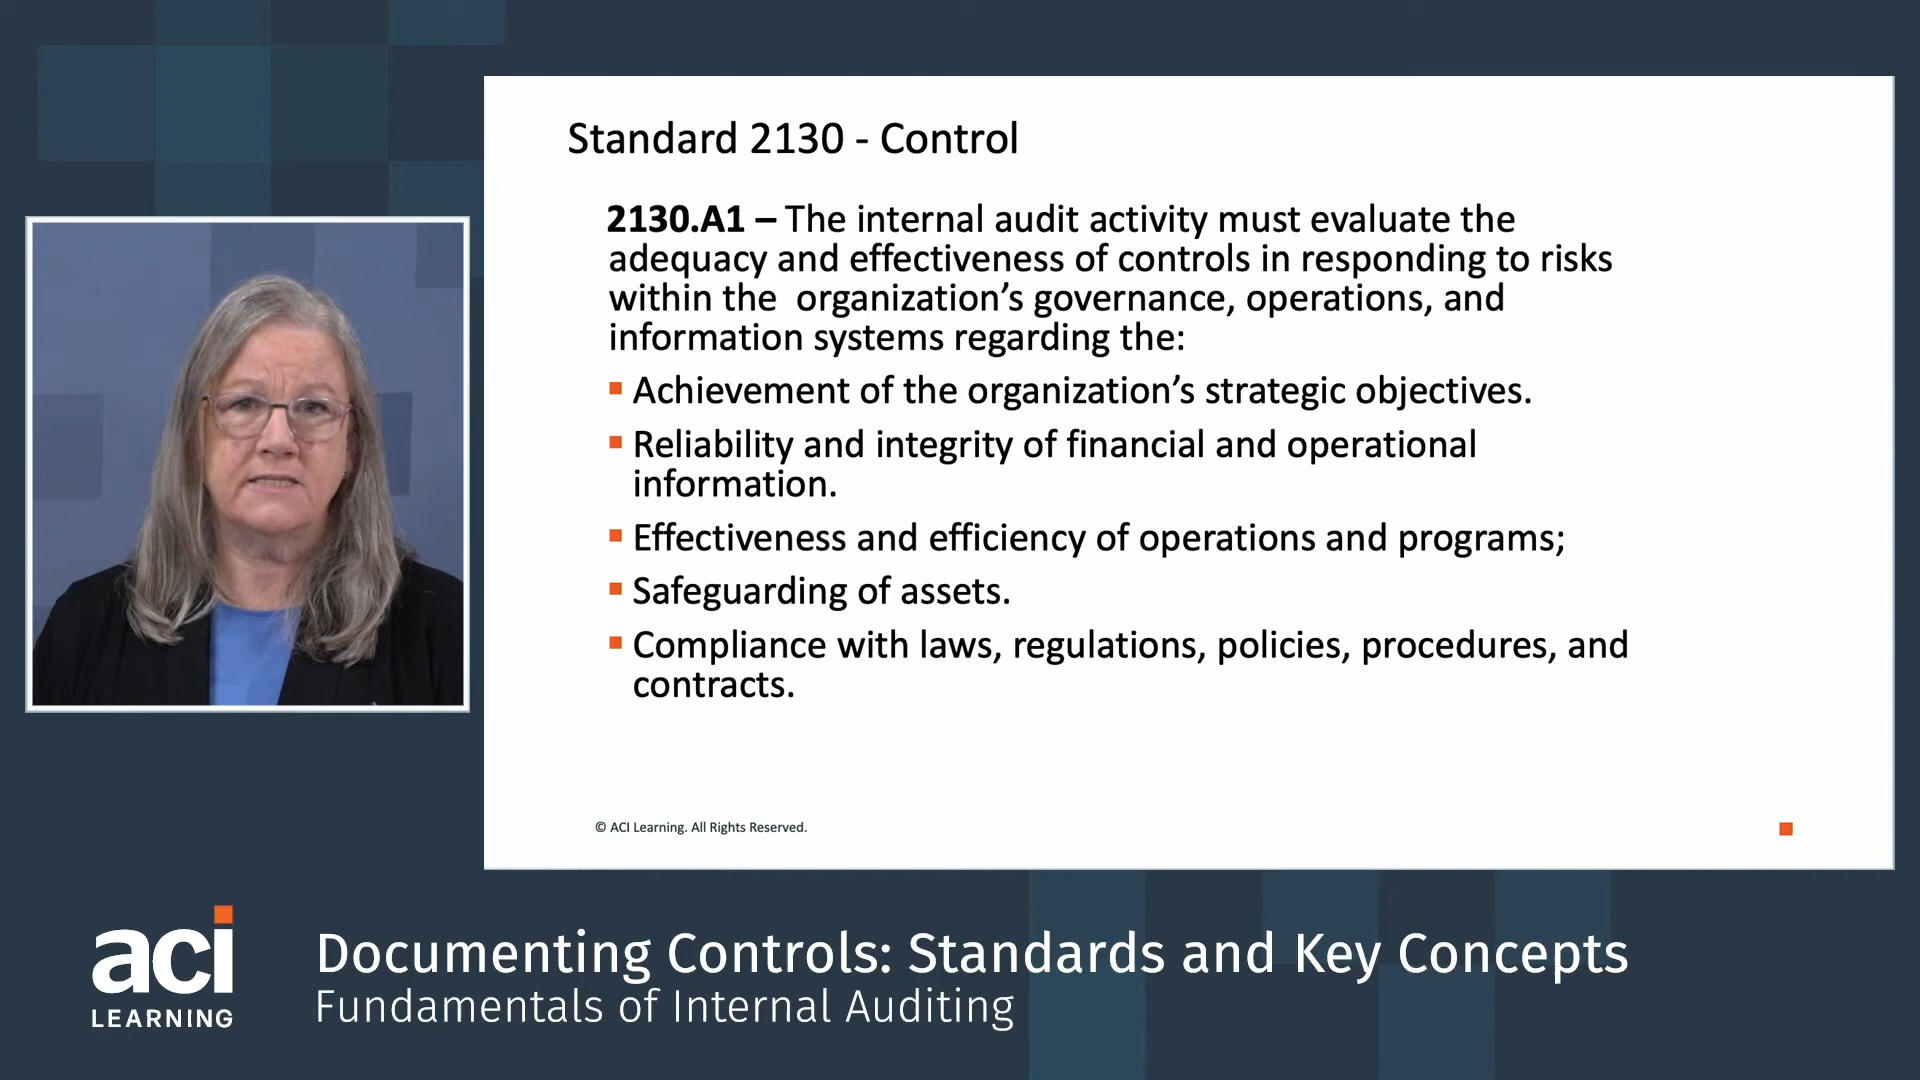 Standard 2130 - Control
2130.A1 – The internal audit activity must evaluate the
adequacy and effectiveness of controls in responding to risks
within the  organization’s governance, operations, and
information systems regarding the:
Achievement of the organization’s strategic objectives.
Reliability and integrity of financial and operational
information.
Effectiveness and efficiency of operations and programs;
Safeguarding of assets.
Compliance with laws, regulations, policies, procedures, and
contracts.
© ACI Learning. All Rights Reserved.
aci
LEARNING
Documenting Controls: Standards and Key Concepts
Fundamentals of Internal Auditing